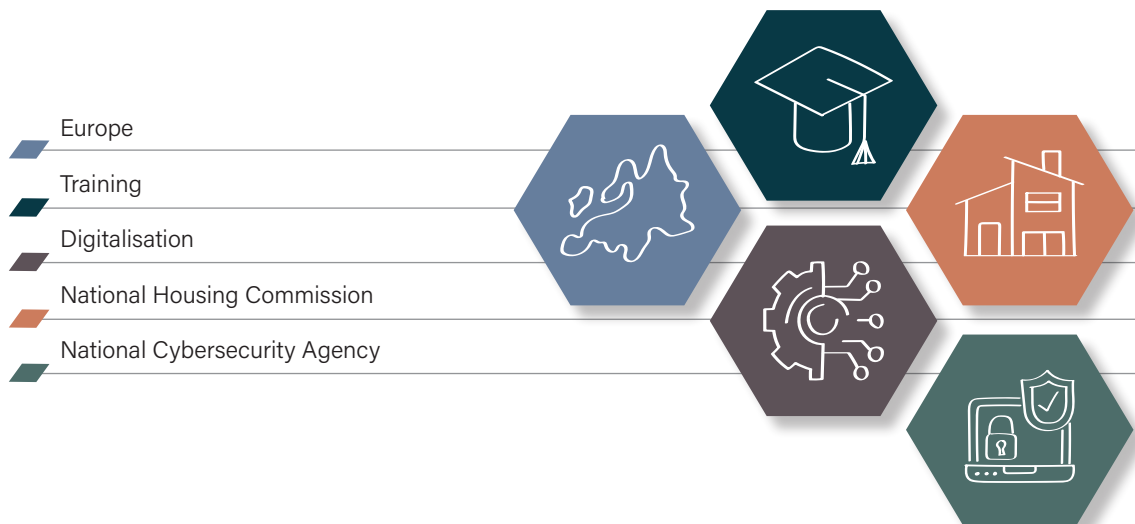 Europe
Training
Digitalisation
National Housing Commission
National Cybersecurity Agency